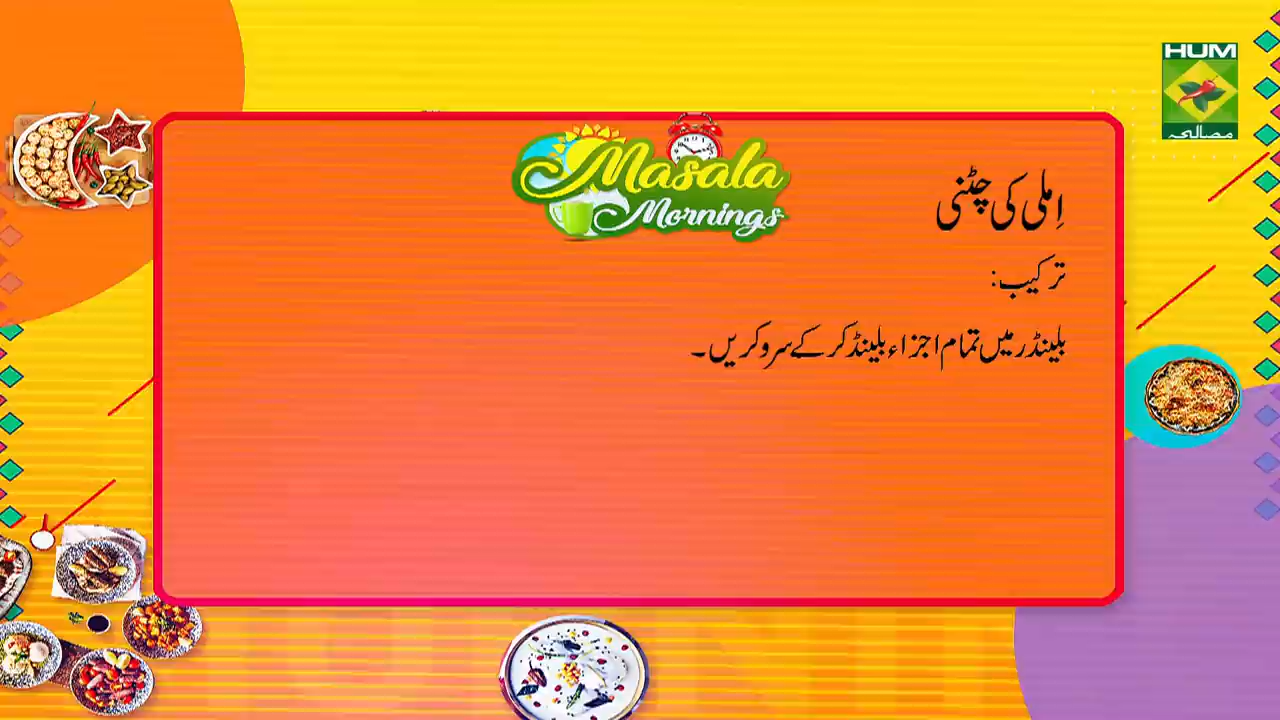 HUM
مصالحہ
Masala
Mornings
اِملی کی چٹنی
ترکیب:
بلینڈر میں تمام اجزاء بلینڈ کر کے سرو کریں۔